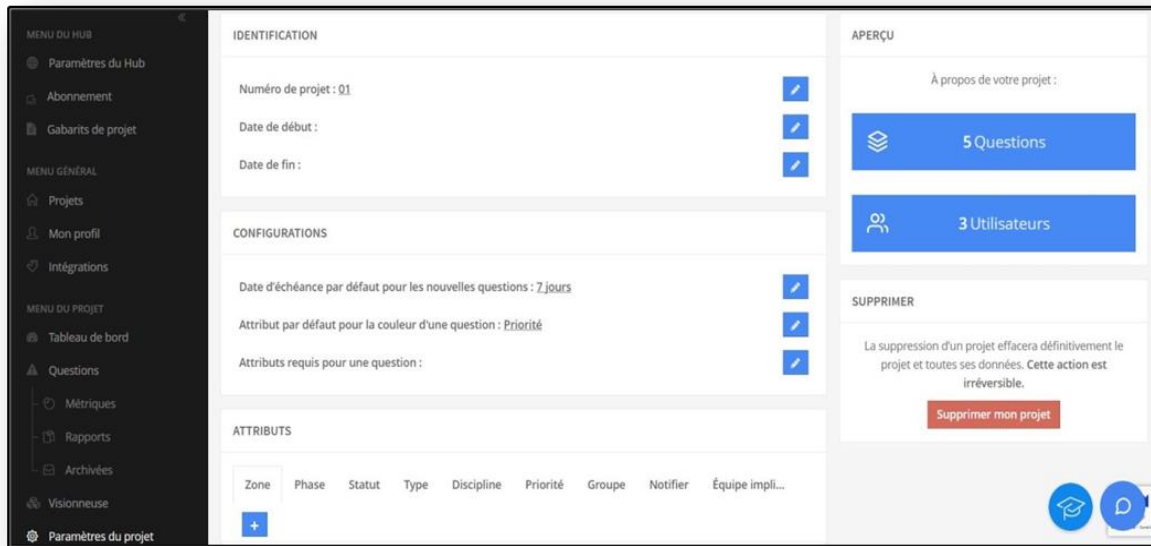 MENU DU HUB
Paramètres du Hub
Abonnement
Gabarits de projet
MENU GÉNÉRAL
Projets
Mon profil
Intégrations
MENU DU PROJET
Tableau de bord
Questions
Métriques
Rapports
Archivées
Visionneuse
Paramètres du projet
IDENTIFICATION
Numéro de projet : 01
Date de début :
Date de fin :
CONFIGURATIONS
Date d'échéance par défaut pour les nouvelles questions : 7 jours
Attribut par défaut pour la couleur d'une question : Priorité
Attributs requis pour une question :
ATTRIBUTS
Zone Phase Statut Type Discipline Priorité Groupe Notifier Équipe impli...
+
APERÇU
À propos de votre projet :
5 Questions
3 Utilisateurs
SUPPRIMER
La suppression d'un projet effacera définitivement le
projet et toutes ses données. Cette action est
irréversible.
Supprimer mon projet